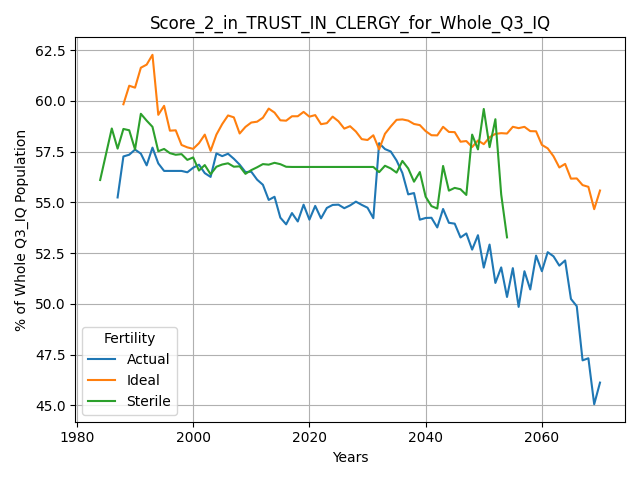 Score_2_in_TRUST_IN_CLERGY_for_Whole_Q3_IQ
% of Whole Q3_IQ Population
62.5
60.0
57.5
55.0
52.5
50.0
47.5
45.0
Fertility
Actual
Ideal
Sterile
1980 2000 2020 2040 2060
Years